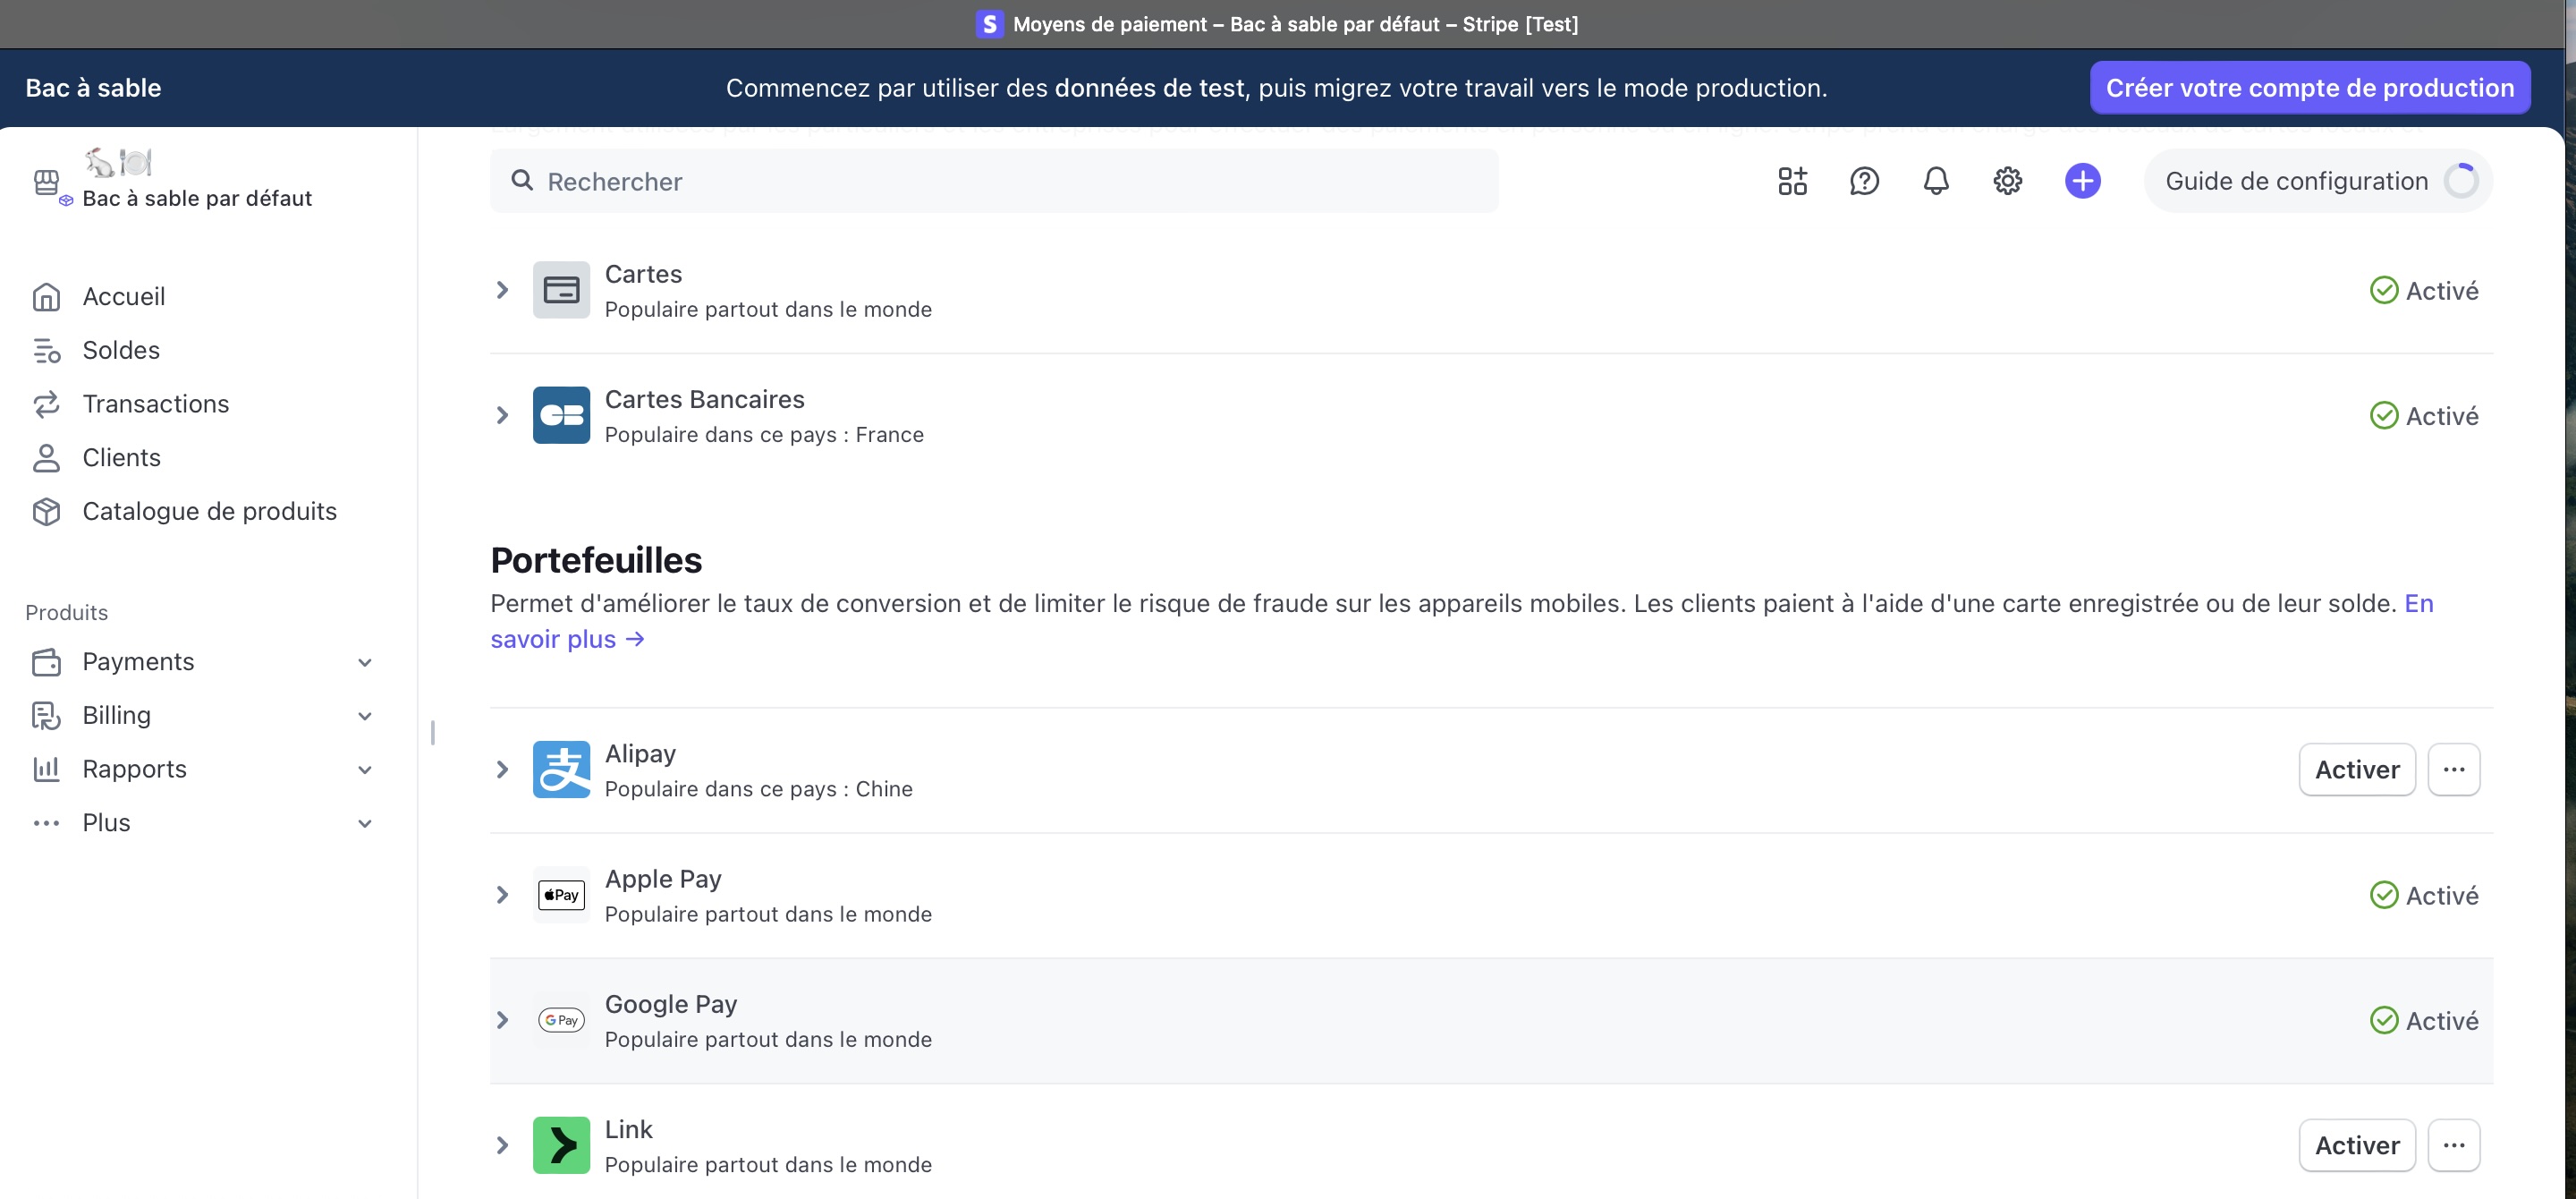 Moyens de paiement – Bac à sable par défaut – Stripe [Test]
Bac à sable
Commencez par utiliser des données de test, puis migrez votre travail vers le mode production.
Créer votre compte de production
Bac à sable par défaut
Rechercher
Guide de configuration
Accueil
Soldes
Transactions
Clients
Catalogue de produits
Produits
Payments
Billing
Rapports
Plus
Cartes
Populaire partout dans le monde
Activé
CB
Cartes Bancaires
Populaire dans ce pays : France
Activé
Portefeuilles
Permet d'améliorer le taux de conversion et de limiter le risque de fraude sur les appareils mobiles. Les clients paient à l'aide d'une carte enregistrée ou de leur solde. En
savoir plus →
支
Alipay
Populaire dans ce pays : Chine
Activer
Pay
Apple Pay
Populaire partout dans le monde
Activé
G Pay
Google Pay
Populaire partout dans le monde
Activé
Link
Populaire partout dans le monde
Activer